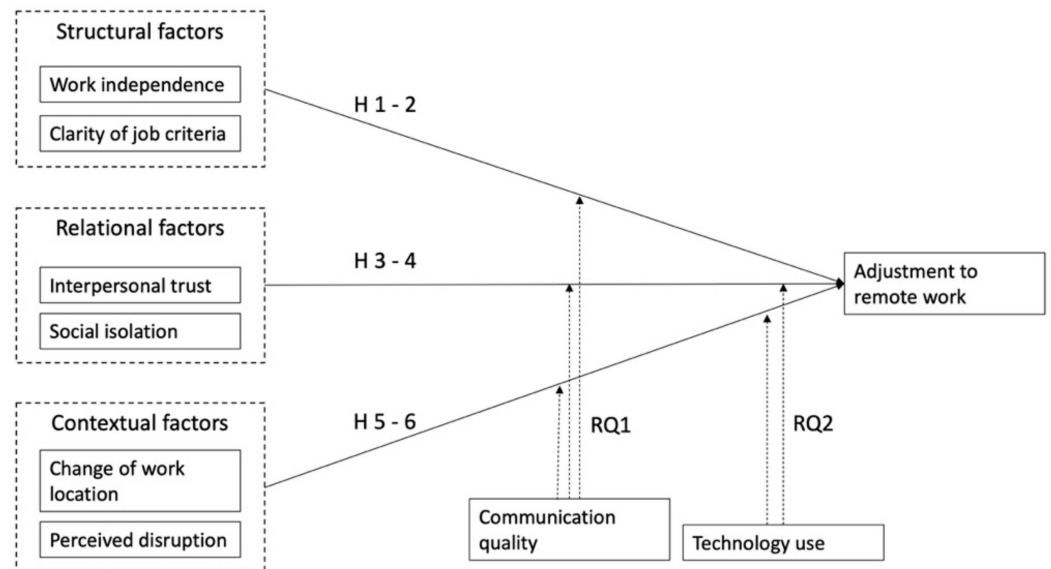 Structural factors
Work independence
Clarity of job criteria
H 1 - 2
Relational factors
Interpersonal trust
Social isolation
H 3 - 4
Adjustment to
remote work
Contextual factors
Change of work
location
Perceived disruption
H 5 - 6
RQ1
RQ2
Communication
quality
Technology use